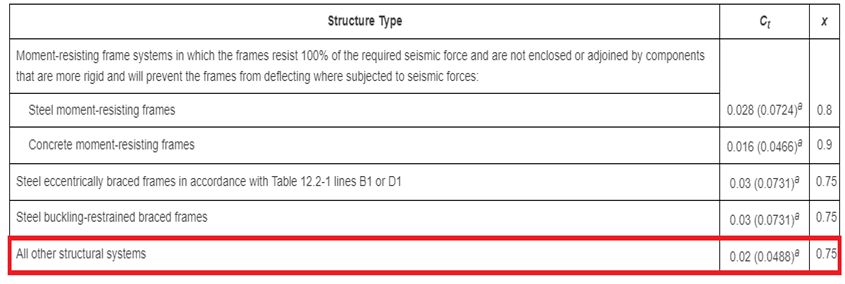 Structure Type Ct x
Moment-resisting frame systems in which the frames resist 100% of the required seismic force and are not enclosed or adjoined by components
that are more rigid and will prevent the frames from deflecting where subjected to seismic forces:
Steel moment-resisting frames 0.028 (0.0724)a 0.8
Concrete moment-resisting frames 0.016 (0.0466)a 0.9
Steel eccentrically braced frames in accordance with Table 12.2-1 lines B1 or D1 0.03 (0.0731)a 0.75
Steel buckling-restrained braced frames 0.03 (0.0731)a 0.75
All other structural systems 0.02 (0.0488)a 0.75